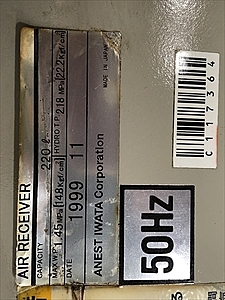 AIR RECEIVER
CAPACITY 220 ℓ
MAX.W.P. 1.45 MPa {14.8 Kgf/cm²} HYDRO T.P. 2.18 MPa {22.2 Kgf/cm²}
DATE 1999 11
ANEST IWATA Corporation MADE IN JAPAN
50Hz
C117364